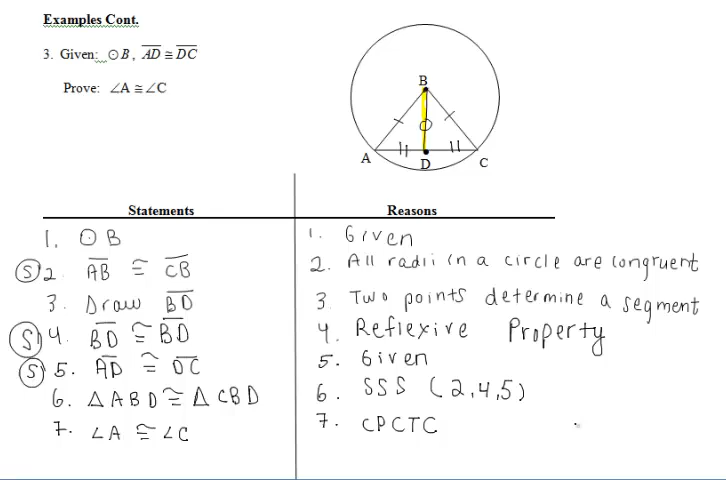 Examples Cont.
3. Given: ⊙B, AD ≅ DC
Prove: ∠A ≅ ∠C
B
A
D
C
Statements
Reasons
1. ⊙B
1. Given
S 2. AB ≅ CB
2. All radii in a circle are congruent
3. Draw BD
3. Two points determine a segment
S 4. BD ≅ BD
4. Reflexive Property
S 5. AD ≅ DC
5. Given
6. △ABD ≅ △CBD
6. SSS (2,4,5)
7. ∠A ≅ ∠C
7. CPCTC